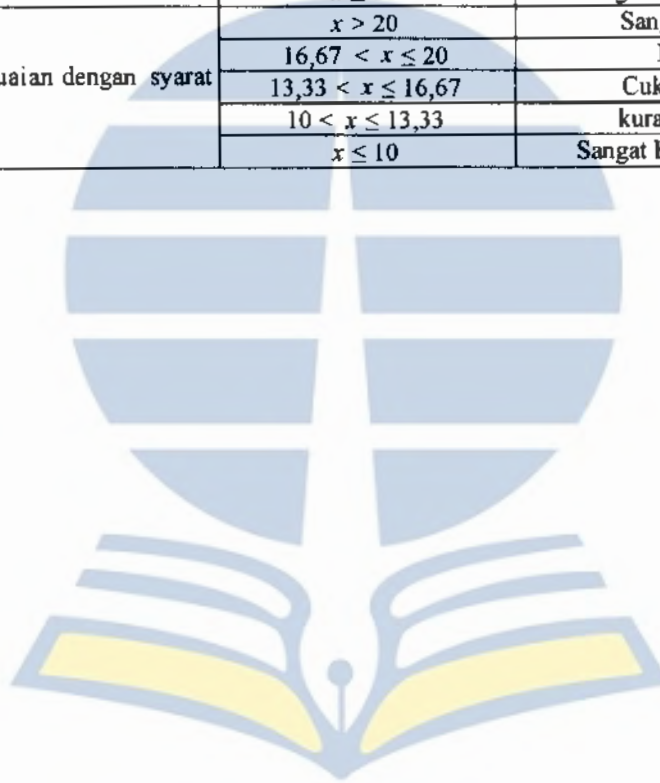 x > 20 San
16,67 < x ≤ 20
uaian dengan syarat 13,33 < x ≤ 16,67 Cuk
10 < x ≤ 13,33 kura
x ≤ 10 Sangat